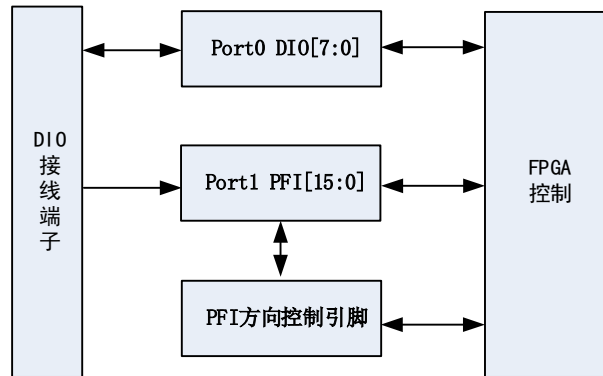 Port0 DIO[7:0]
DIO
接
线
端
子
Port1 PFI[15:0]
FPGA
控制
PFI方向控制引脚